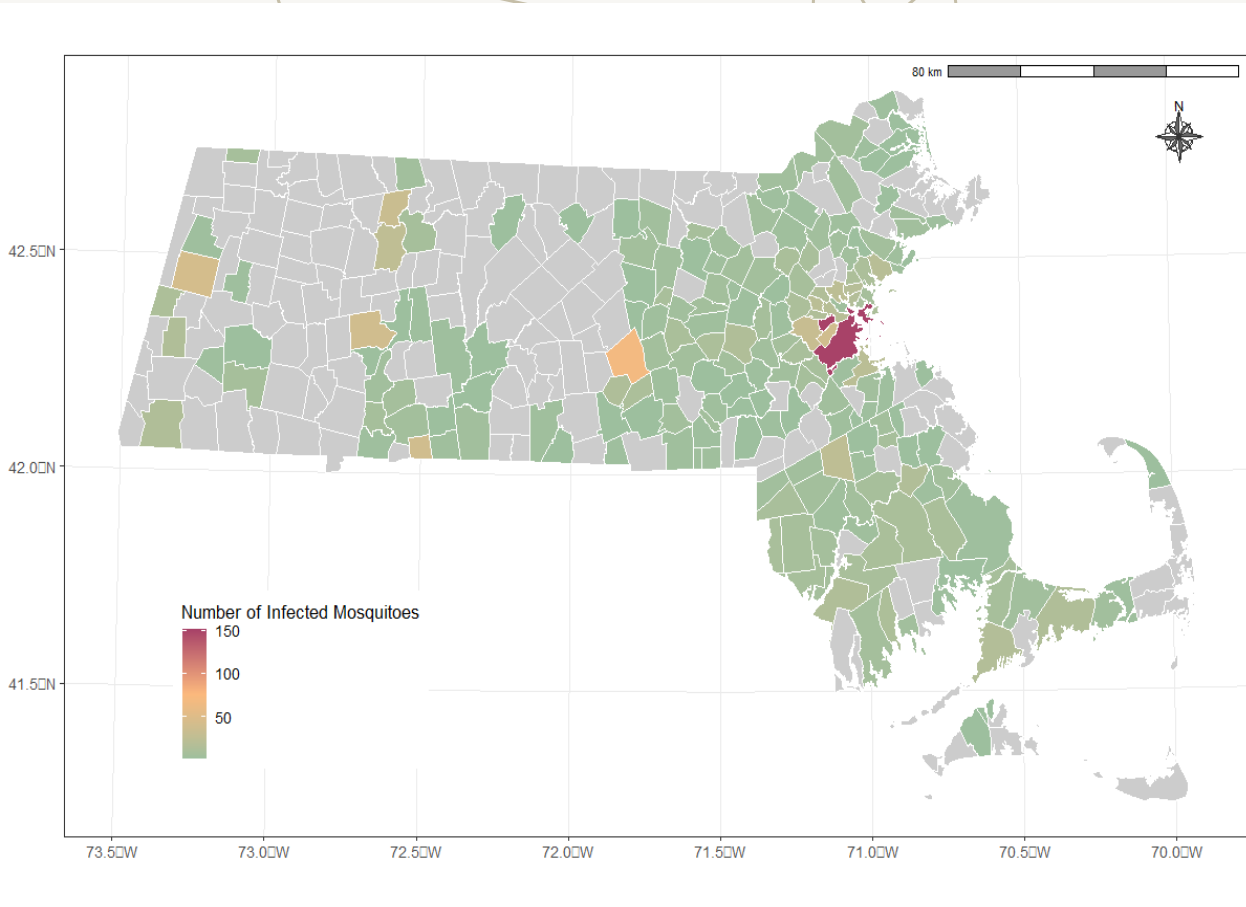 80 km
N
42.5▯N
42.0▯N
41.5▯N
Number of Infected Mosquitoes
150
100
50
73.5▯W 73.0▯W 72.5▯W 72.0▯W 71.5▯W 71.0▯W 70.5▯W 70.0▯W